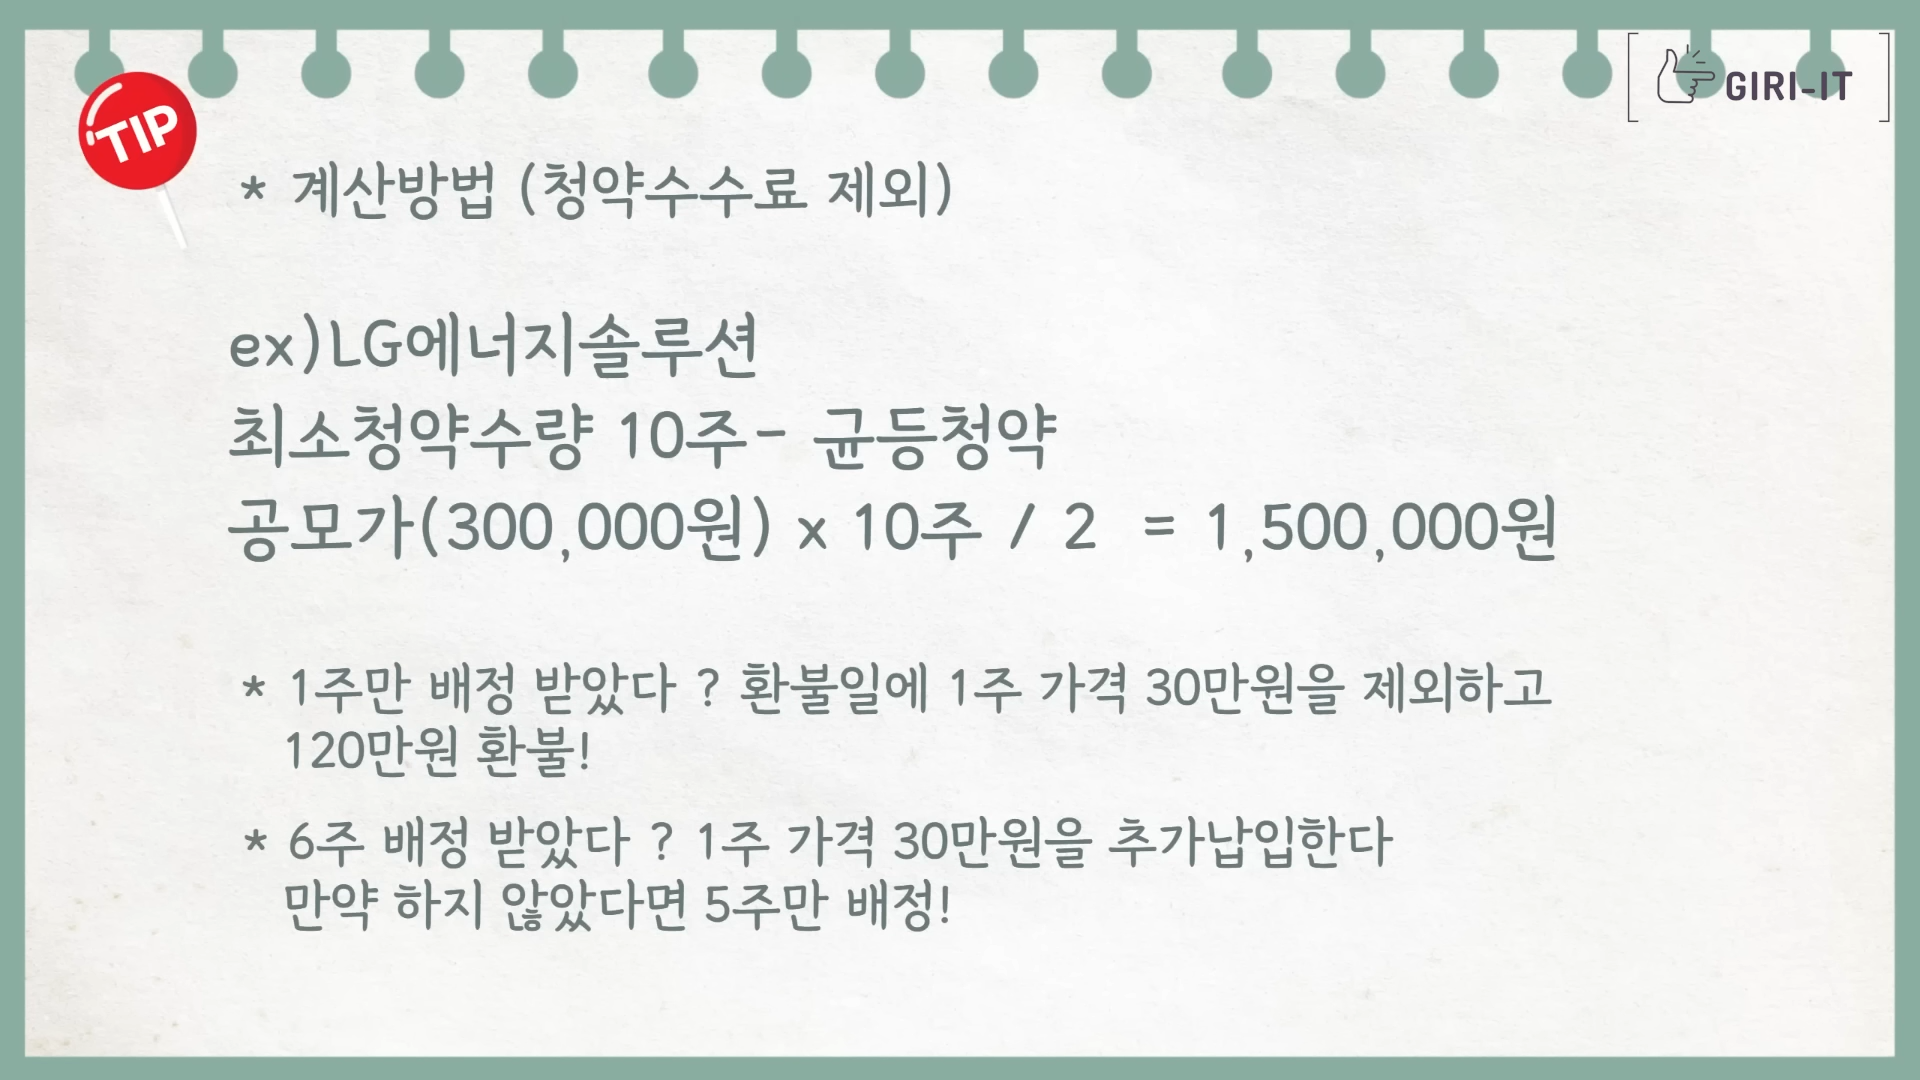 GIRI-IT
TIP
* 계산방법 (청약수수료 제외)
ex)LG에너지솔루션
최소청약수량 10주- 균등청약
공모가(300,000원) x 10주 / 2 = 1,500,000원
* 1주만 배정 받았다 ? 환불일에 1주 가격 30만원을 제외하고
120만원 환불!
* 6주 배정 받았다 ? 1주 가격 30만원을 추가납입한다
만약 하지 않았다면 5주만 배정!